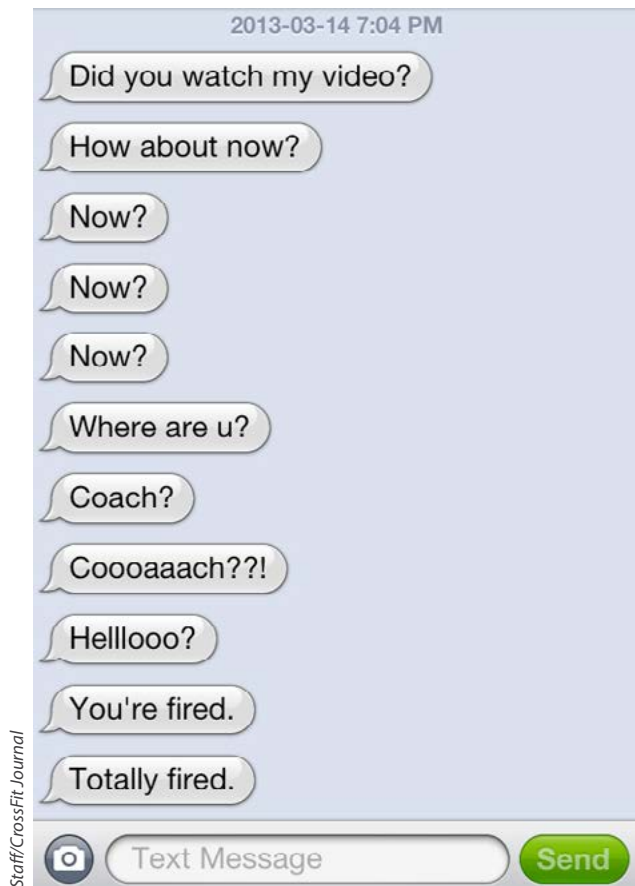 2013-03-14 7:04 PM
Did you watch my video?
How about now?
Now?
Now?
Now?
Where are u?
Coach?
Coooaaach??!
Helllooo?
You're fired.
Totally fired.
Text Message
Send
Staff/CrossFit Journal